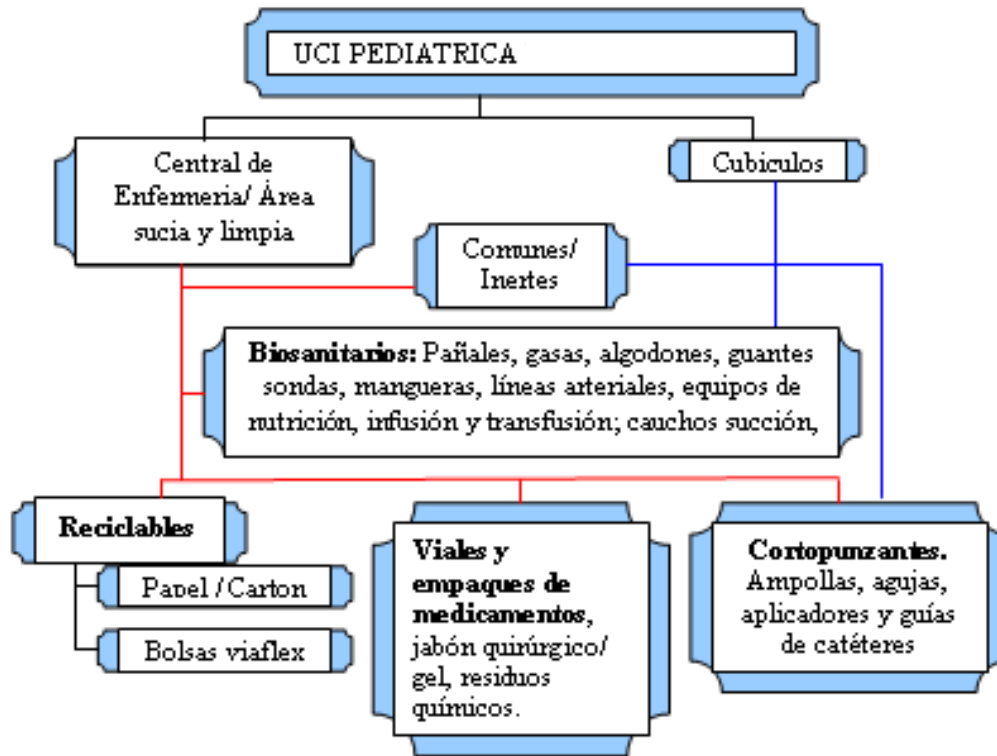 UCI PEDIATRICA
Central de
Enfermeria/ Área
sucia y limpia
Cubiculos
Comunes/
Inertes
Biosanitarios: Pañales, gasas, algodones, guantes
sondas, mangueras, líneas arteriales, equipos de
nutrición, infusión y transfusión; cauchos succión,
Reciclables
Papel / Carton
Bolsas viaflex
Viales y
empaques de
medicamentos,
jabón quirúrgico/
gel, residuos
químicos.
Cortopunzantes.
Ampollas, agujas,
aplicadores y guías
de catéteres